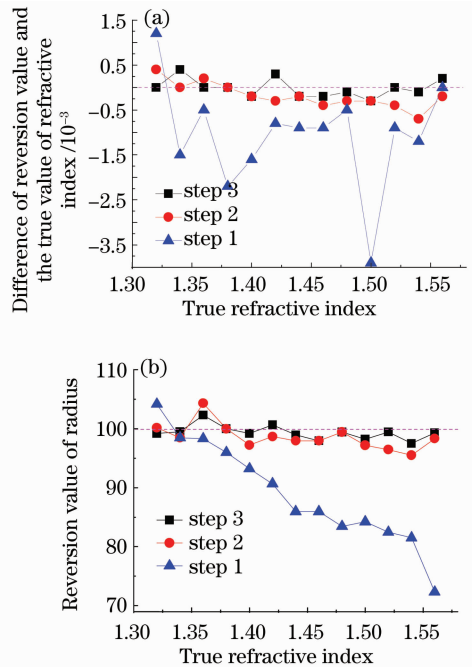 (a)
Difference of reversion value and
the true value of refractive
index /10⁻³
1.5
0.5
−0.5
−1.5
−2.5
−3.5
step 3
step 2
step 1
1.30 1.35 1.40 1.45 1.50 1.55
True refractive index
(b)
Reversion value of radius
110
100
90
80
70
step 3
step 2
step 1
1.30 1.35 1.40 1.45 1.50 1.55
True refractive index